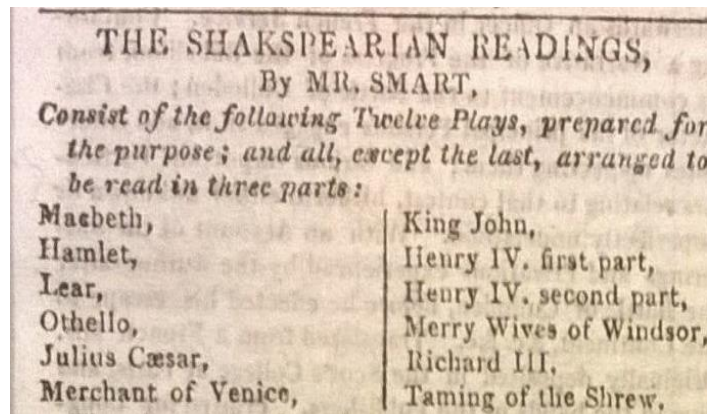 THE SHAKSPEARIAN READINGS,
By MR. SMART,
Consist of the following Twelve Plays, prepared for
the purpose; and all, except the last, arranged to
be read in three parts:
Macbeth,
Hamlet,
Lear,
Othello,
Julius Cæsar,
Merchant of Venice,
King John,
Henry IV. first part,
Henry IV. second part,
Merry Wives of Windsor,
Richard III.
Taming of the Shrew.